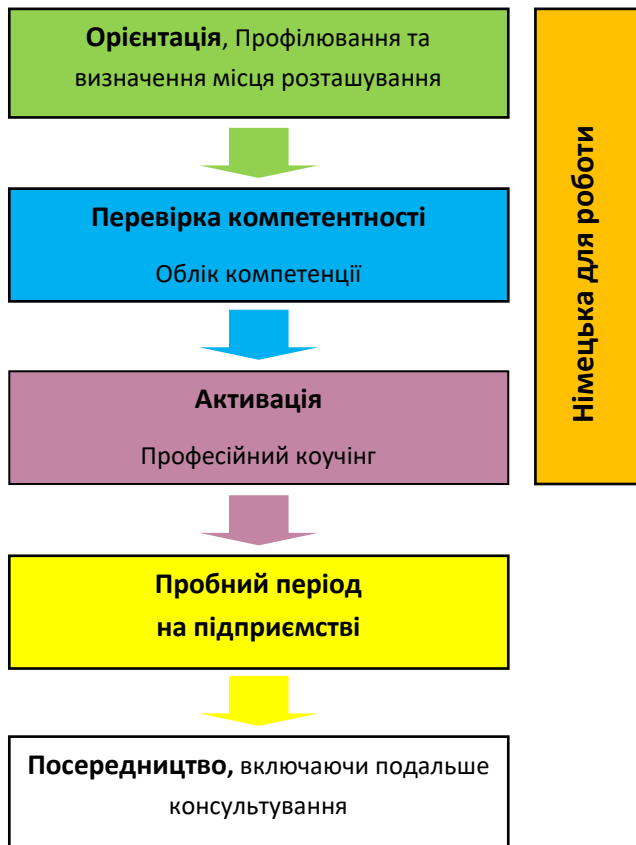 Орієнтація, Профілювання та
визначення місця розташування
Перевірка компетентності
Облік компетенції
Активація
Професійний коучінг
Пробний період
на підприємстві
Посередництво, включаючи подальше
консультування
Німецька для роботи